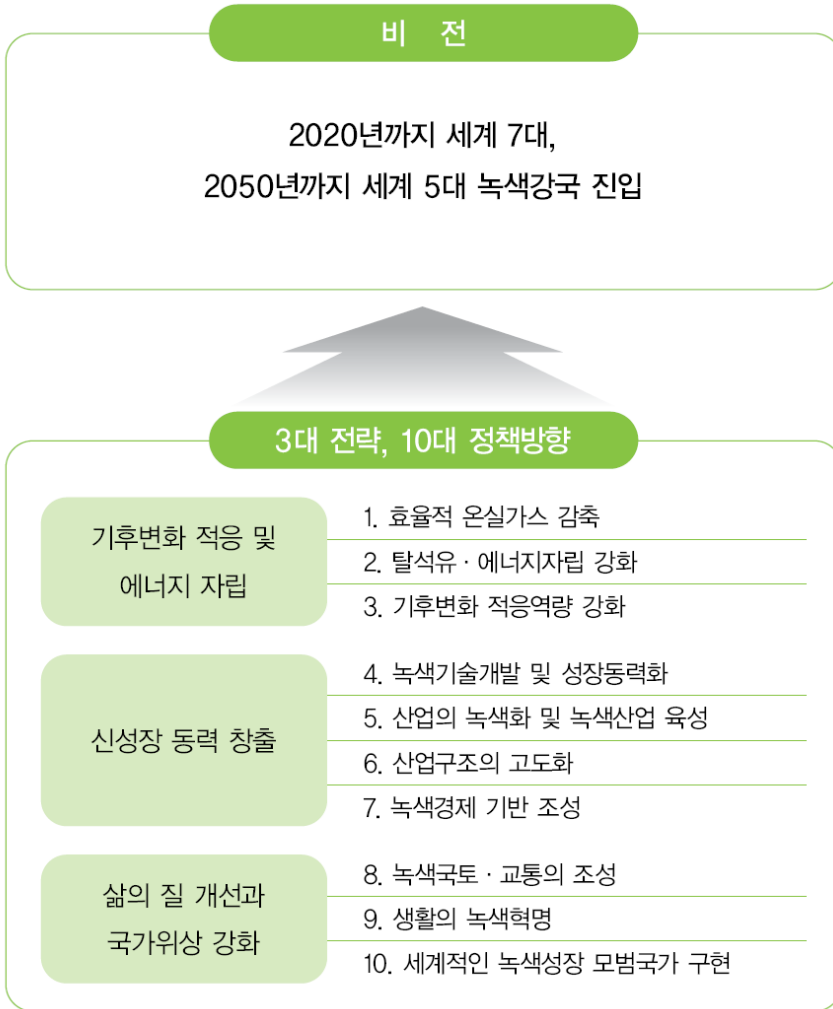 비 전
2020년까지 세계 7대,
2050년까지 세계 5대 녹색강국 진입
3대 전략, 10대 정책방향
기후변화 적응 및
에너지 자립
1. 효율적 온실가스 감축
2. 탈석유 · 에너지자립 강화
3. 기후변화 적응역량 강화
신성장 동력 창출
4. 녹색기술개발 및 성장동력화
5. 산업의 녹색화 및 녹색산업 육성
6. 산업구조의 고도화
7. 녹색경제 기반 조성
삶의 질 개선과
국가위상 강화
8. 녹색국토 · 교통의 조성
9. 생활의 녹색혁명
10. 세계적인 녹색성장 모범국가 구현